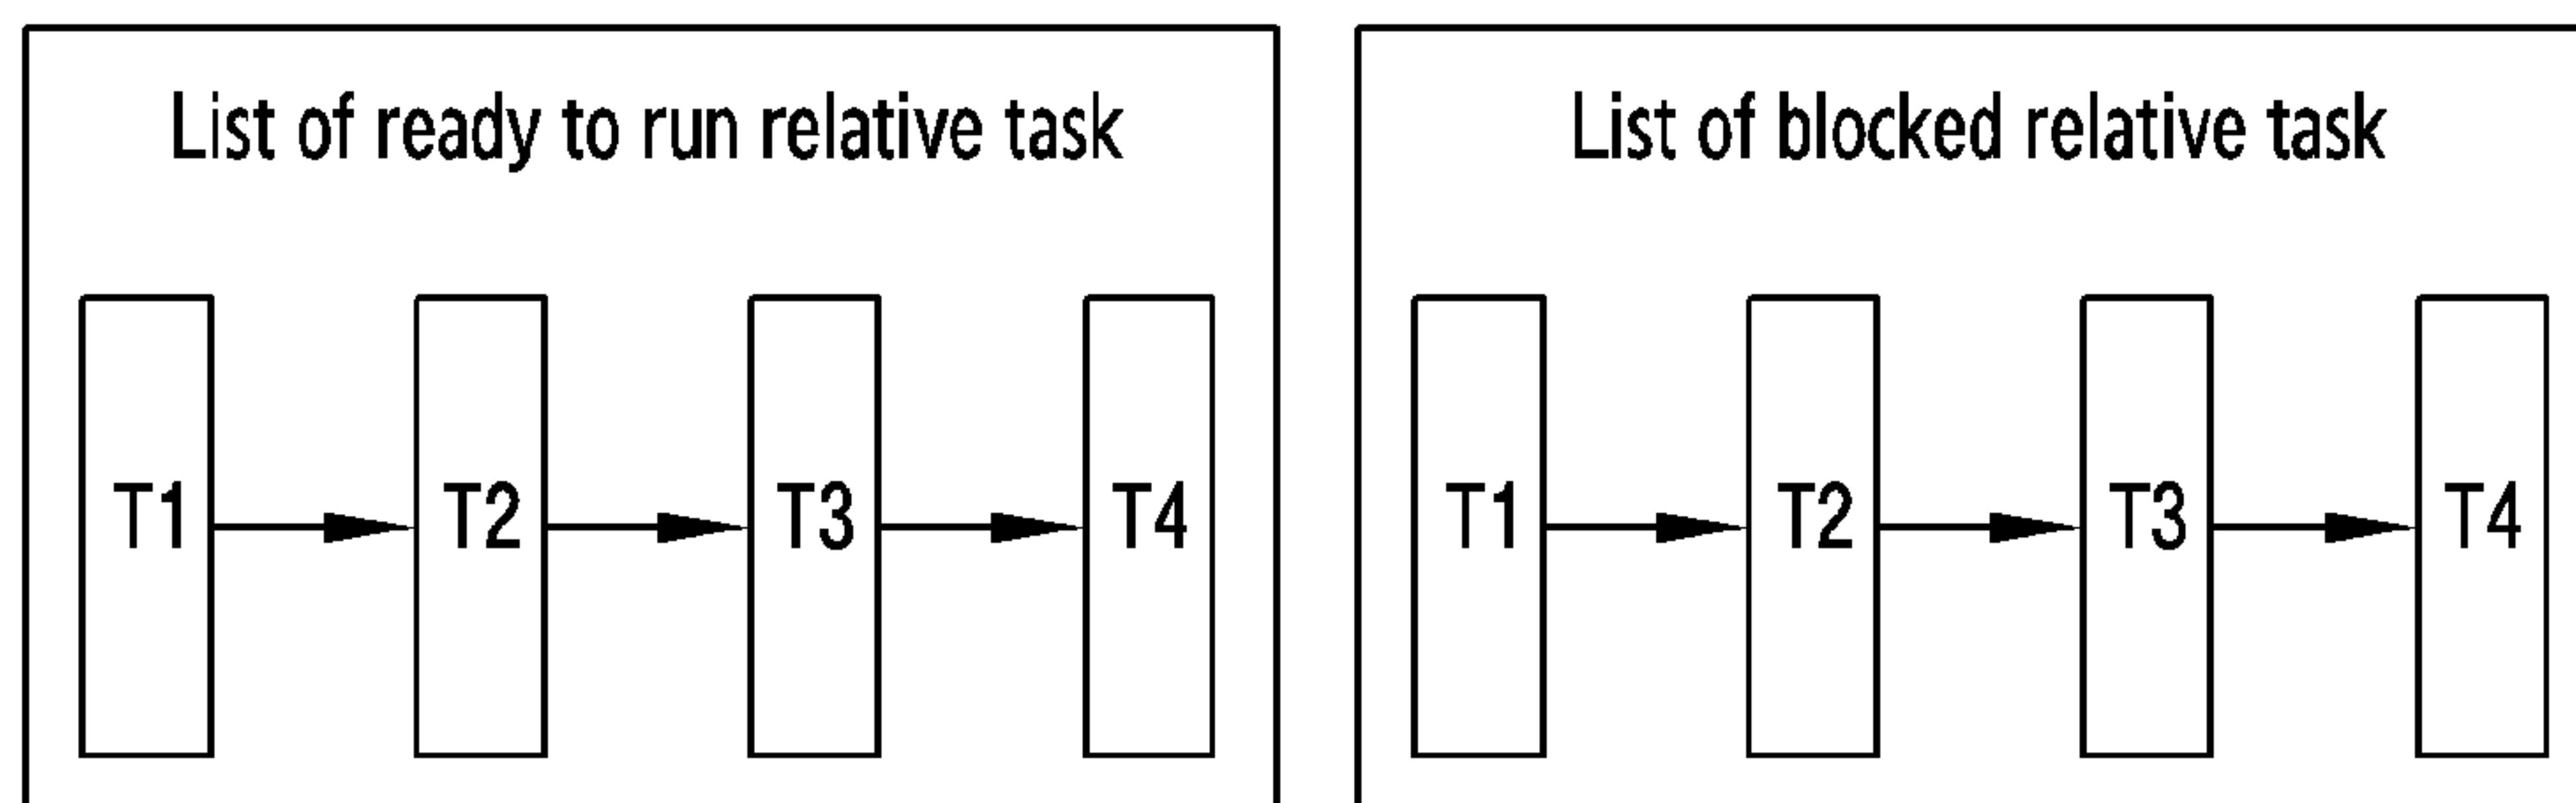 List of ready to run relative task
T1 T2 T3 T4
List of blocked relative task
T1 T2 T3 T4